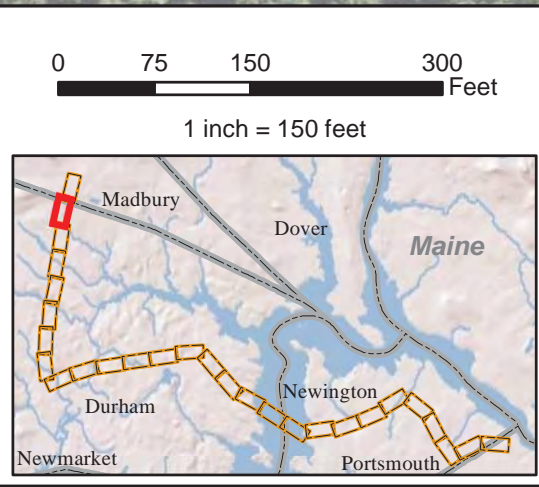 0 75 150 300
Feet
1 inch = 150 feet
Madbury
Dover
Maine
Newington
Durham
Newmarket
Portsmouth